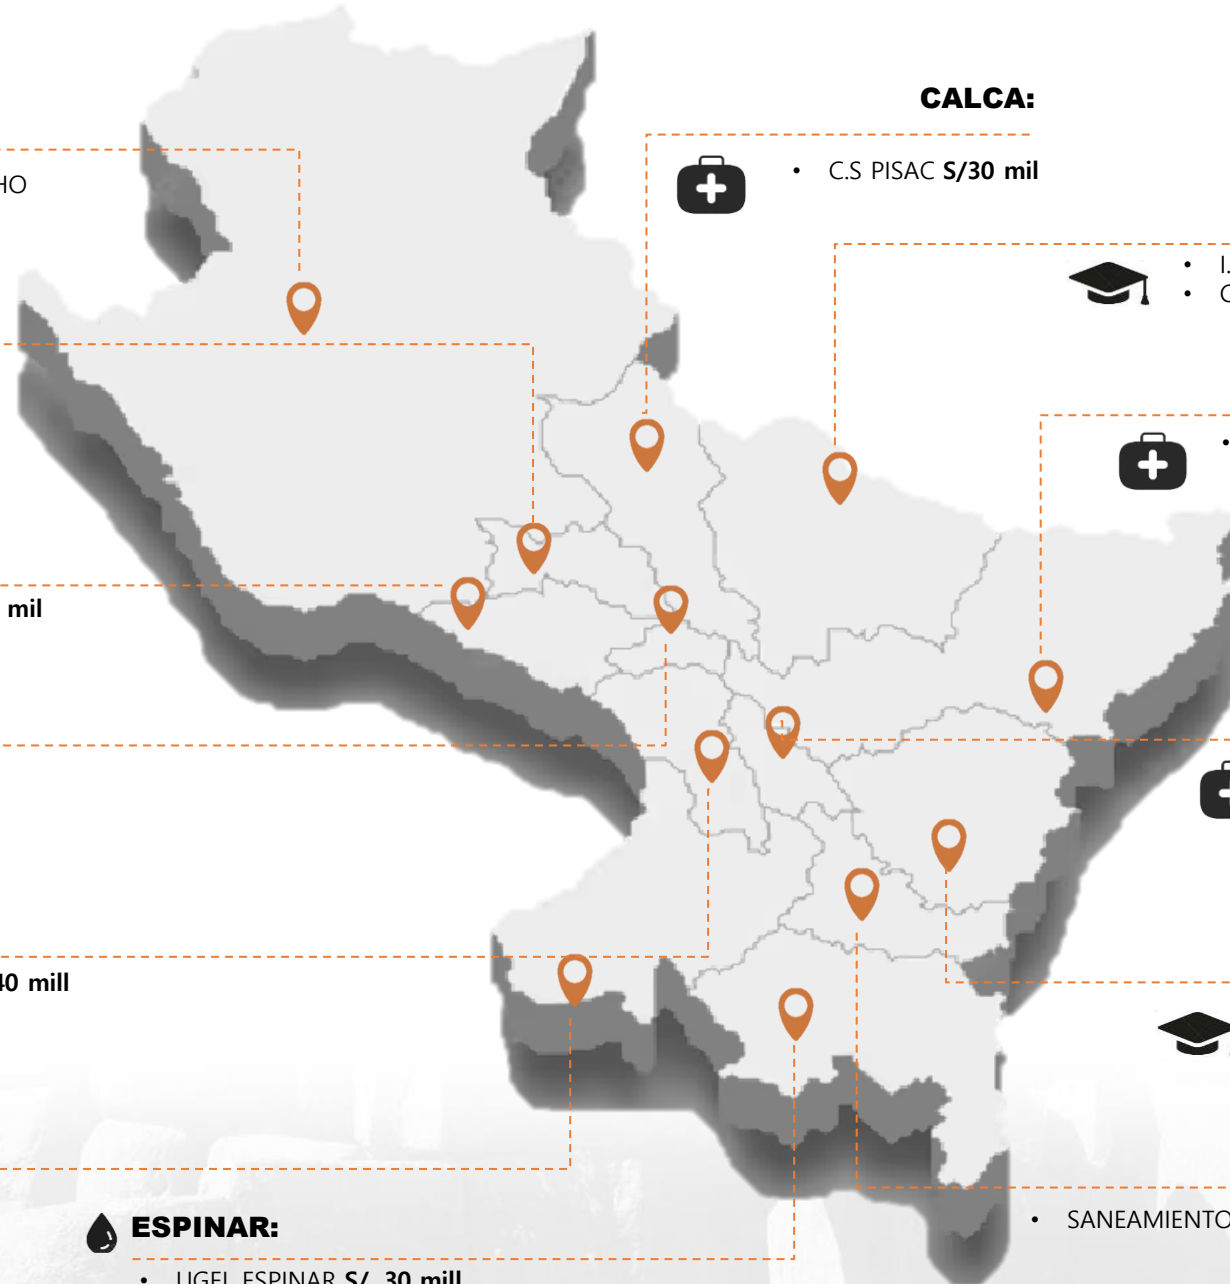 CALCA:
• C.S PISAC S/30 mil
HO
• I.
•
•
mil
40 mill
ESPINAR:
• UGEL ESPINAR S/. 30 mill
• SANEAMIENTO